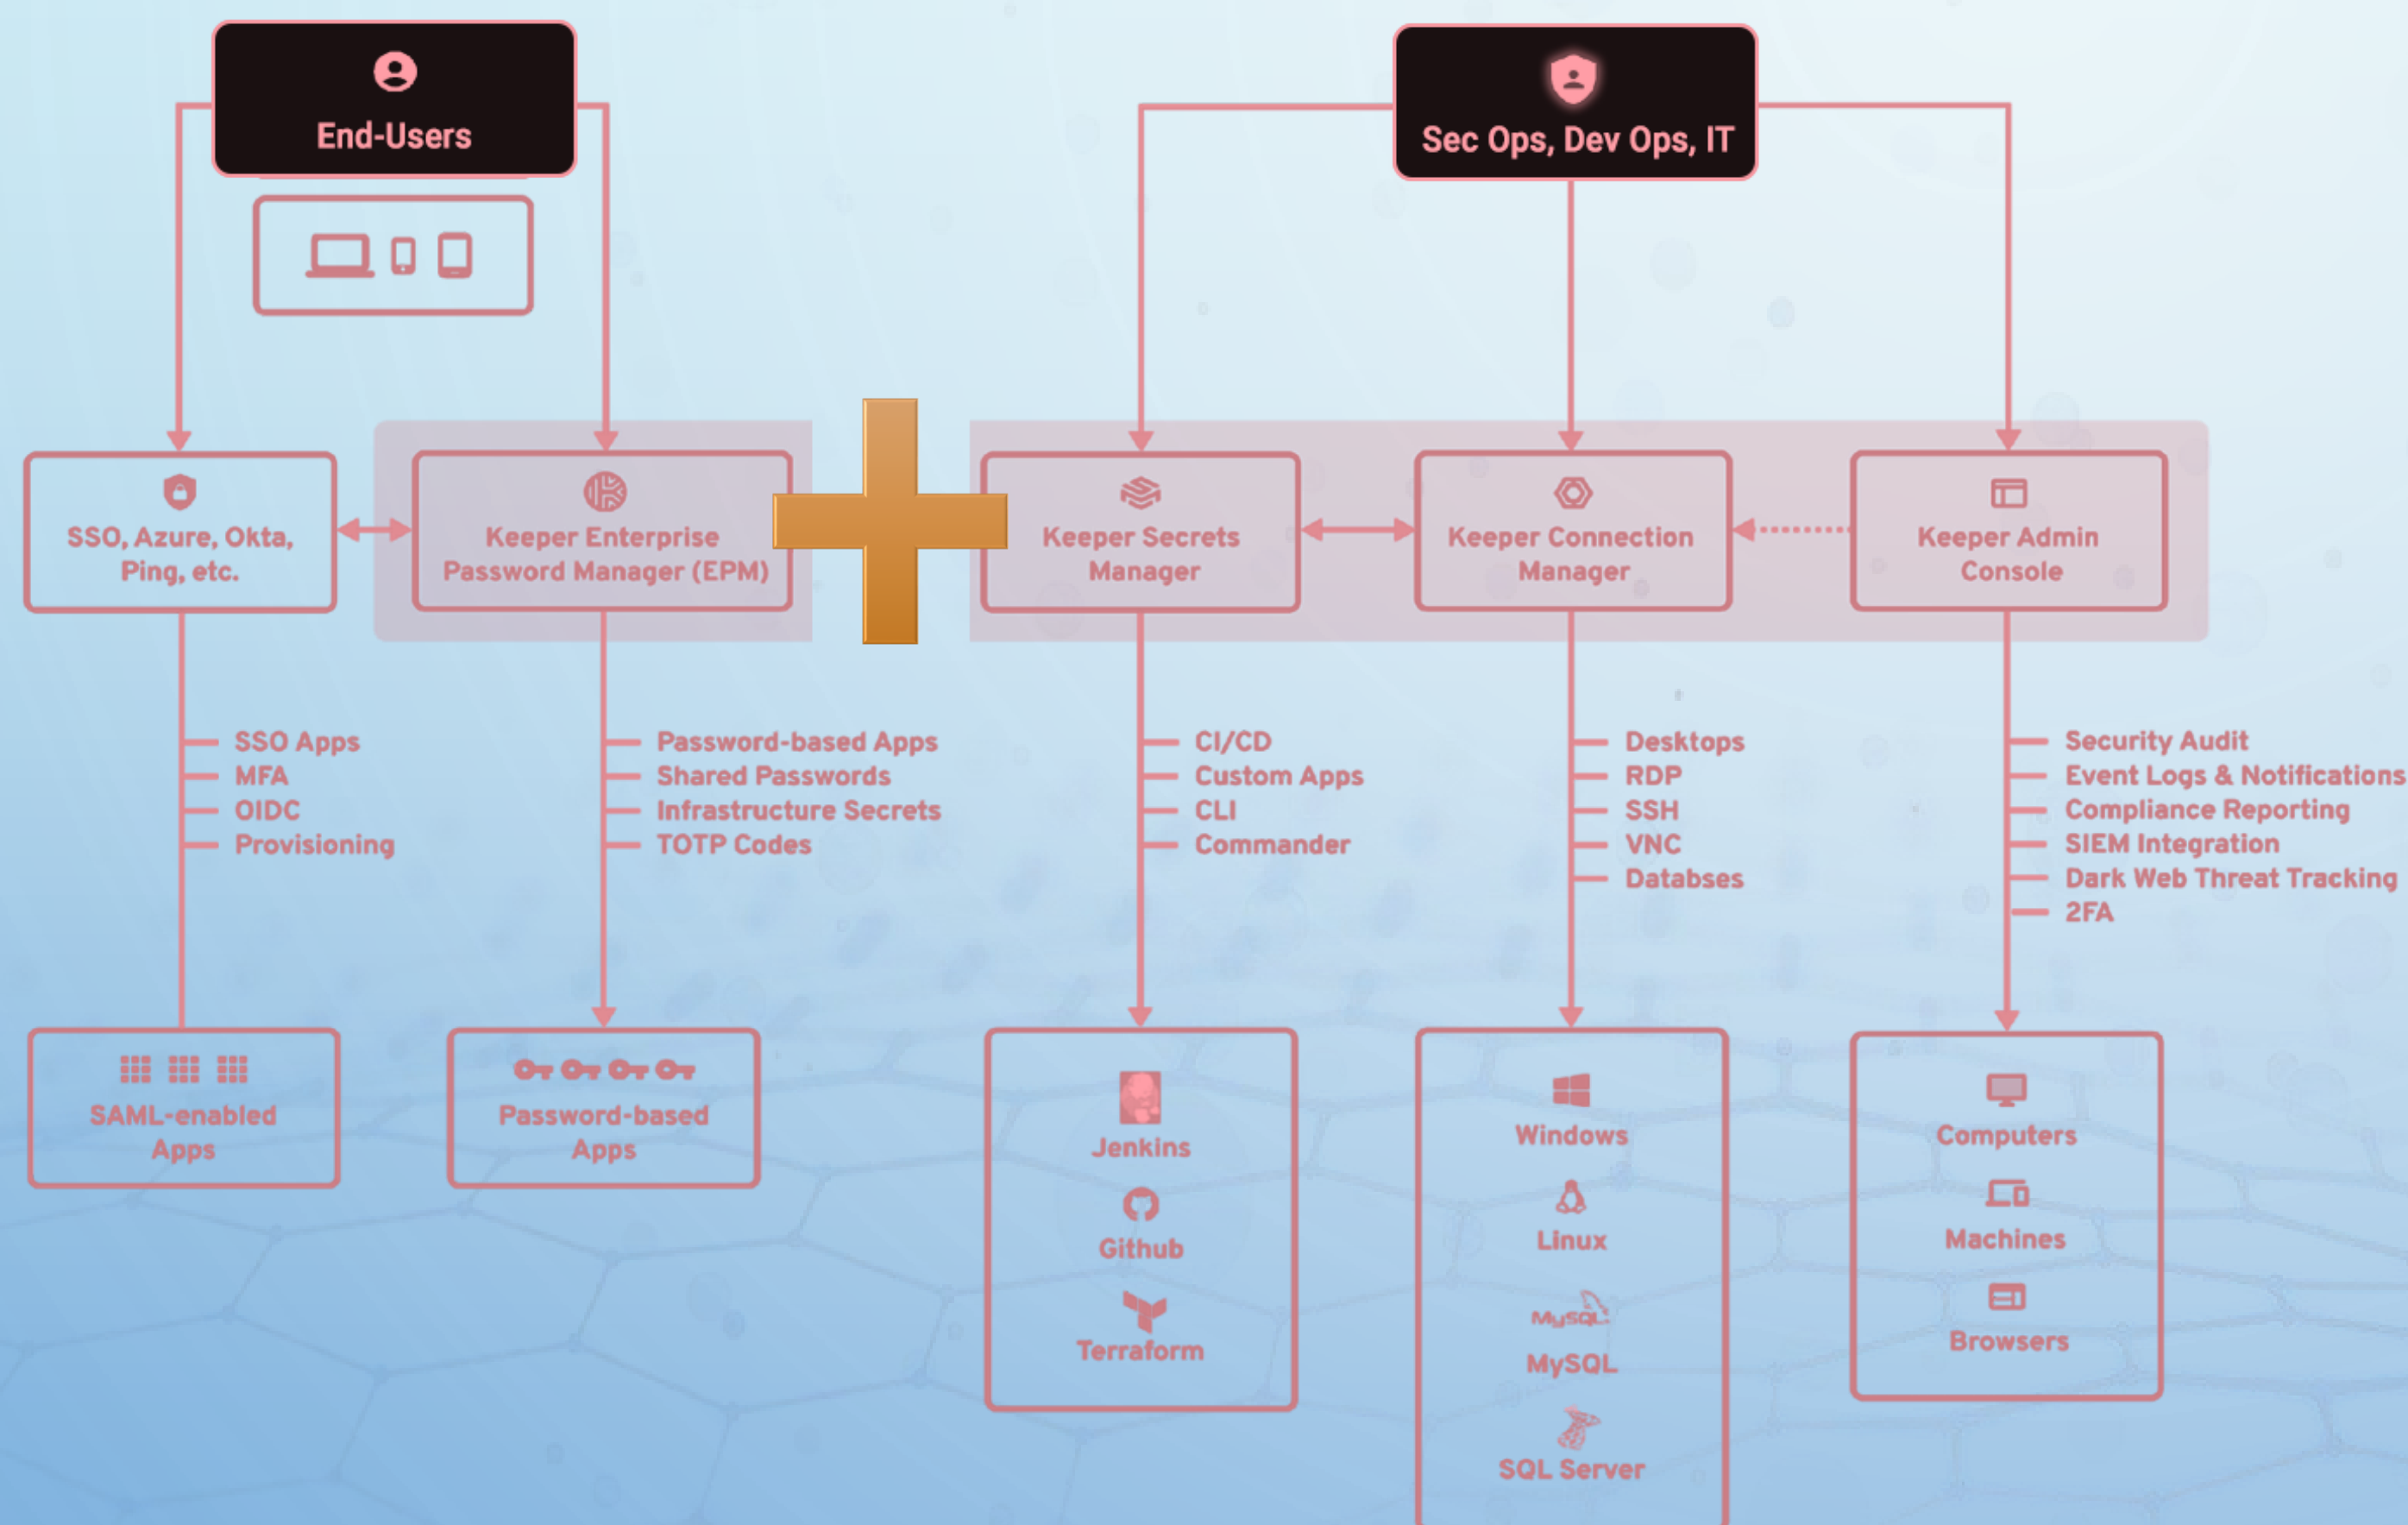 End-Users
Sec Ops, Dev Ops, IT
SSO, Azure, Okta,
Ping, etc.
Keeper Enterprise
Password Manager (EPM)
Keeper Secrets
Manager
Keeper Connection
Manager
Keeper Admin
Console
SSO Apps
MFA
OIDC
Provisioning
Password-based Apps
Shared Passwords
Infrastructure Secrets
TOTP Codes
CI/CD
Custom Apps
CLI
Commander
Desktops
RDP
SSH
VNC
Databses
Security Audit
Event Logs & Notifications
Compliance Reporting
SIEM Integration
Dark Web Threat Tracking
2FA
SAML-enabled
Apps
Password-based
Apps
Jenkins
Github
Terraform
Windows
Linux
MySQL
MySQL
SQL Server
Computers
Machines
Browsers